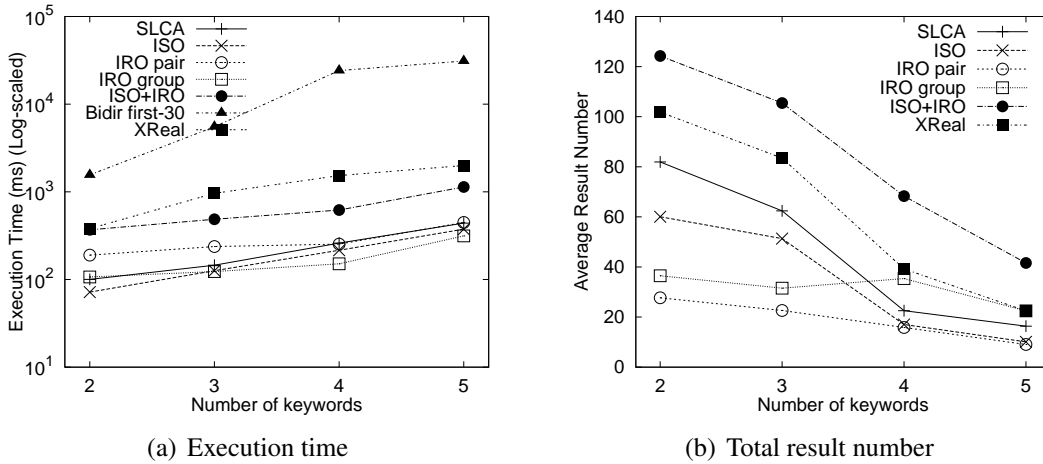 10^5
10^4
10^3
10^2
10^1
Execution Time (ms) (Log-scaled)
SLCA
ISO
IRO pair
IRO group
ISO+IRO
Bidir first-30
XReal
2 3 4 5
Number of keywords
(a) Execution time
140
120
100
80
60
40
20
0
Average Result Number
SLCA
ISO
IRO pair
IRO group
ISO+IRO
XReal
2 3 4 5
Number of keywords
(b) Total result number